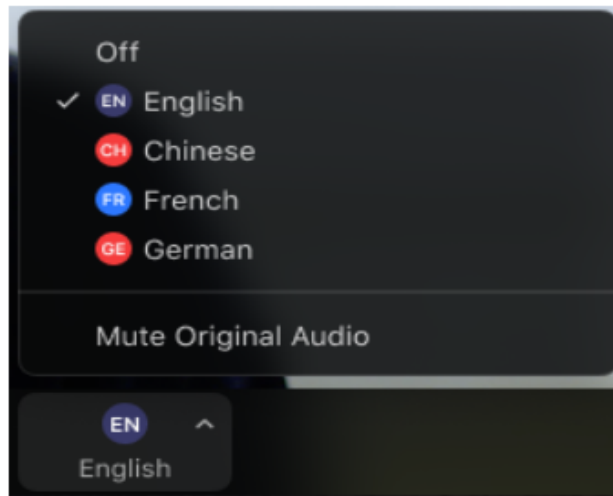 Off
EN English
CH Chinese
FR French
GE German
Mute Original Audio
EN
English